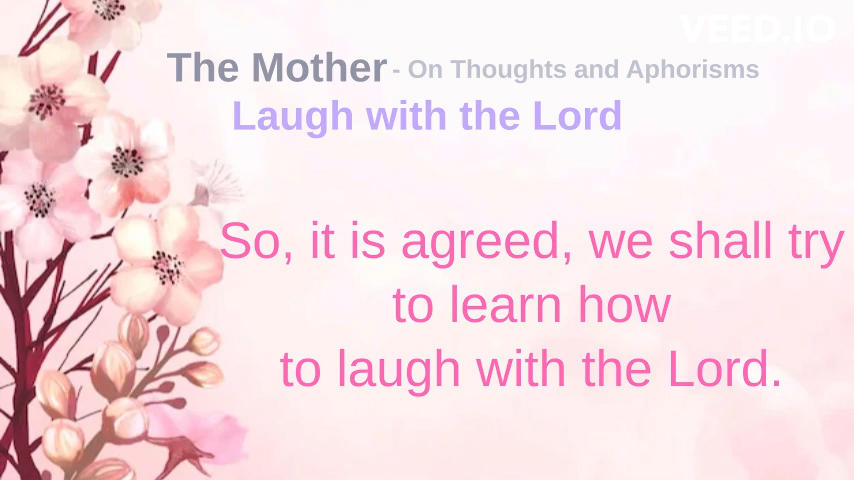 VEED.IO
The Mother - On Thoughts and Aphorisms
Laugh with the Lord
So, it is agreed, we shall try
to learn how
to laugh with the Lord.